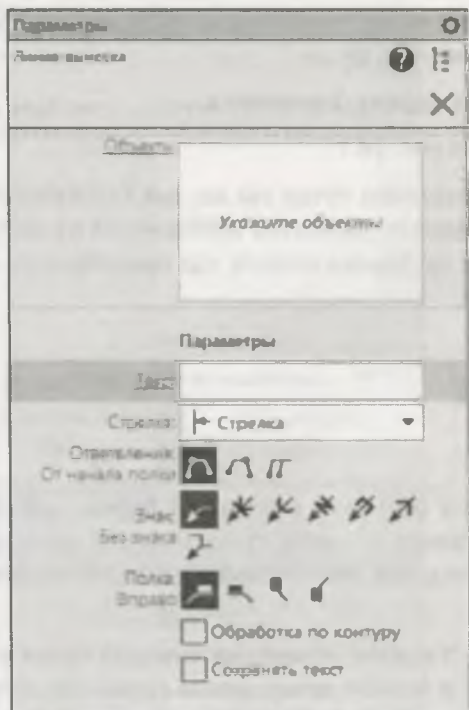 Параметры
Линия-выноска
Объекты
Укажите объекты
Параметры
Текст
Стрелка:
Стрелка
Ответвления:
От начала полки
Знак:
Без знака
Полка:
Вправо
Обработка по контуру
Сохранять текст